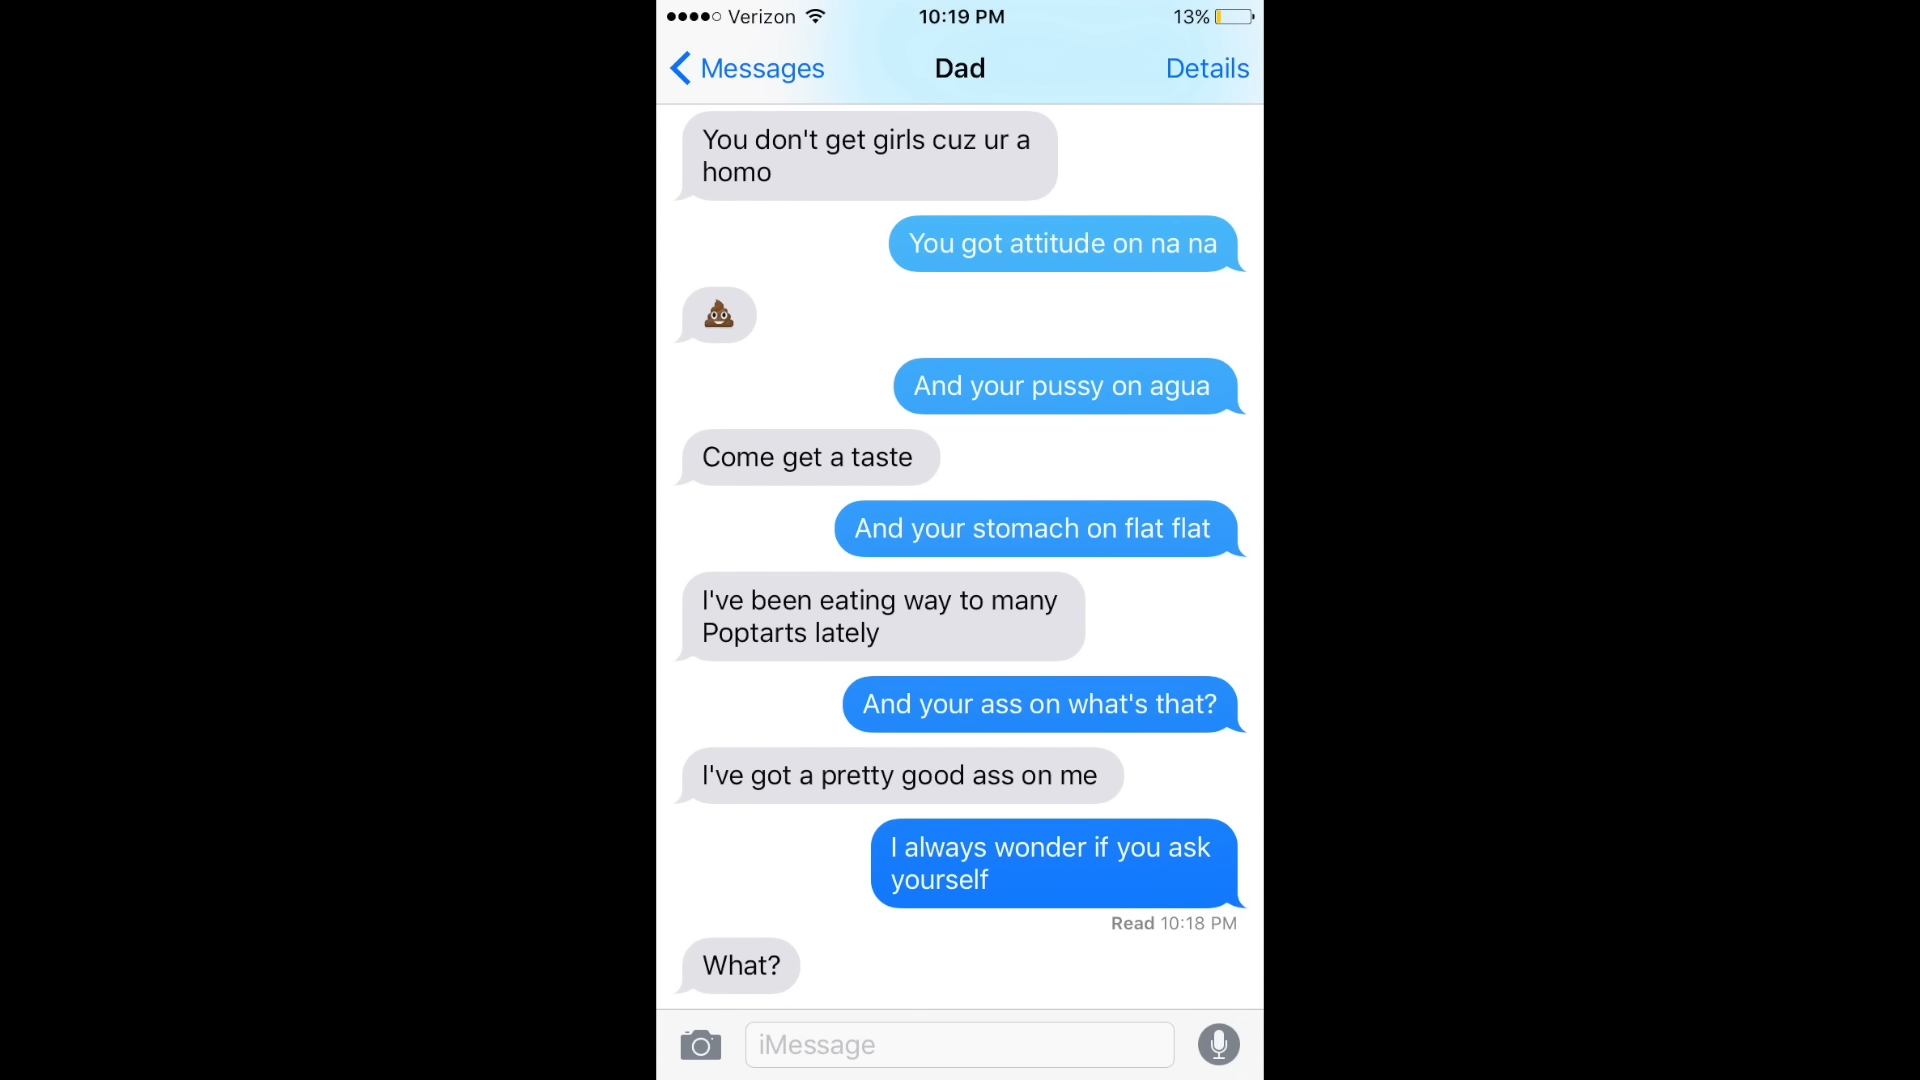 Verizon 10:19 PM 13%
Messages Dad Details
You don't get girls cuz ur a
homo
You got attitude on na na
💩
And your pussy on agua
Come get a taste
And your stomach on flat flat
I've been eating way to many
Poptarts lately
And your ass on what's that?
I've got a pretty good ass on me
I always wonder if you ask
yourself
Read 10:18 PM
What?
iMessage